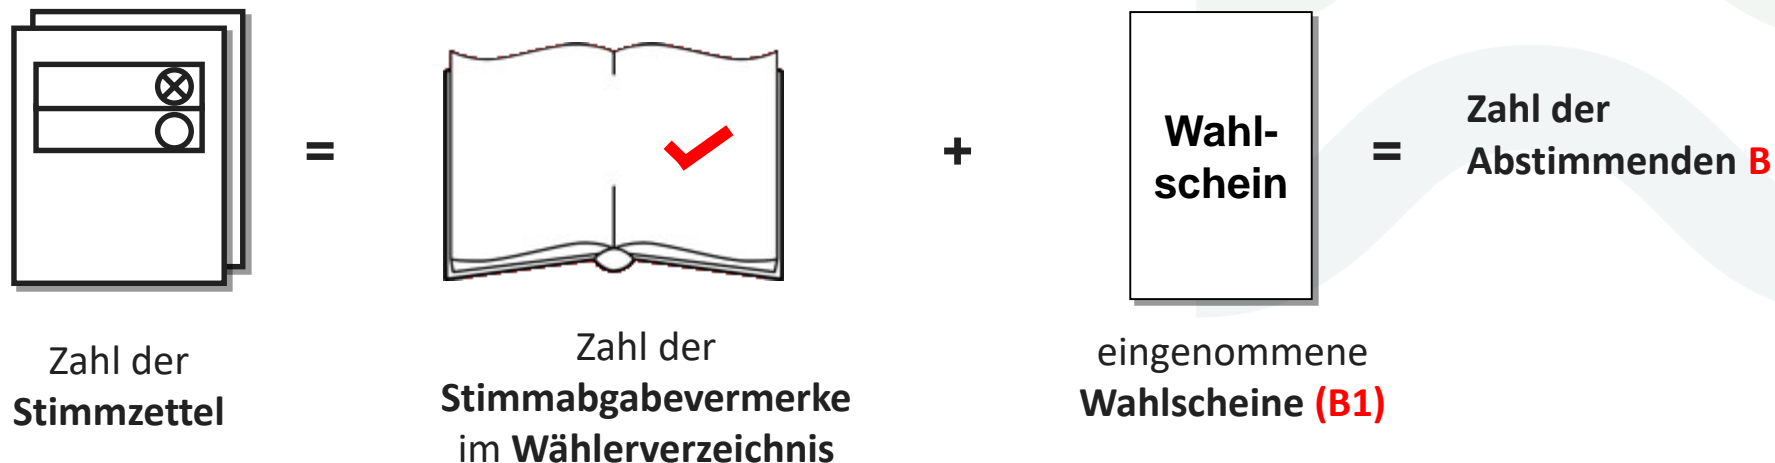 Zahl der
Stimmzettel
=
Zahl der
Stimmabgabevermerke
im Wählerverzeichnis
+
Wahl-
schein
eingenommene
Wahlscheine (B1)
=
Zahl der
Abstimmenden B